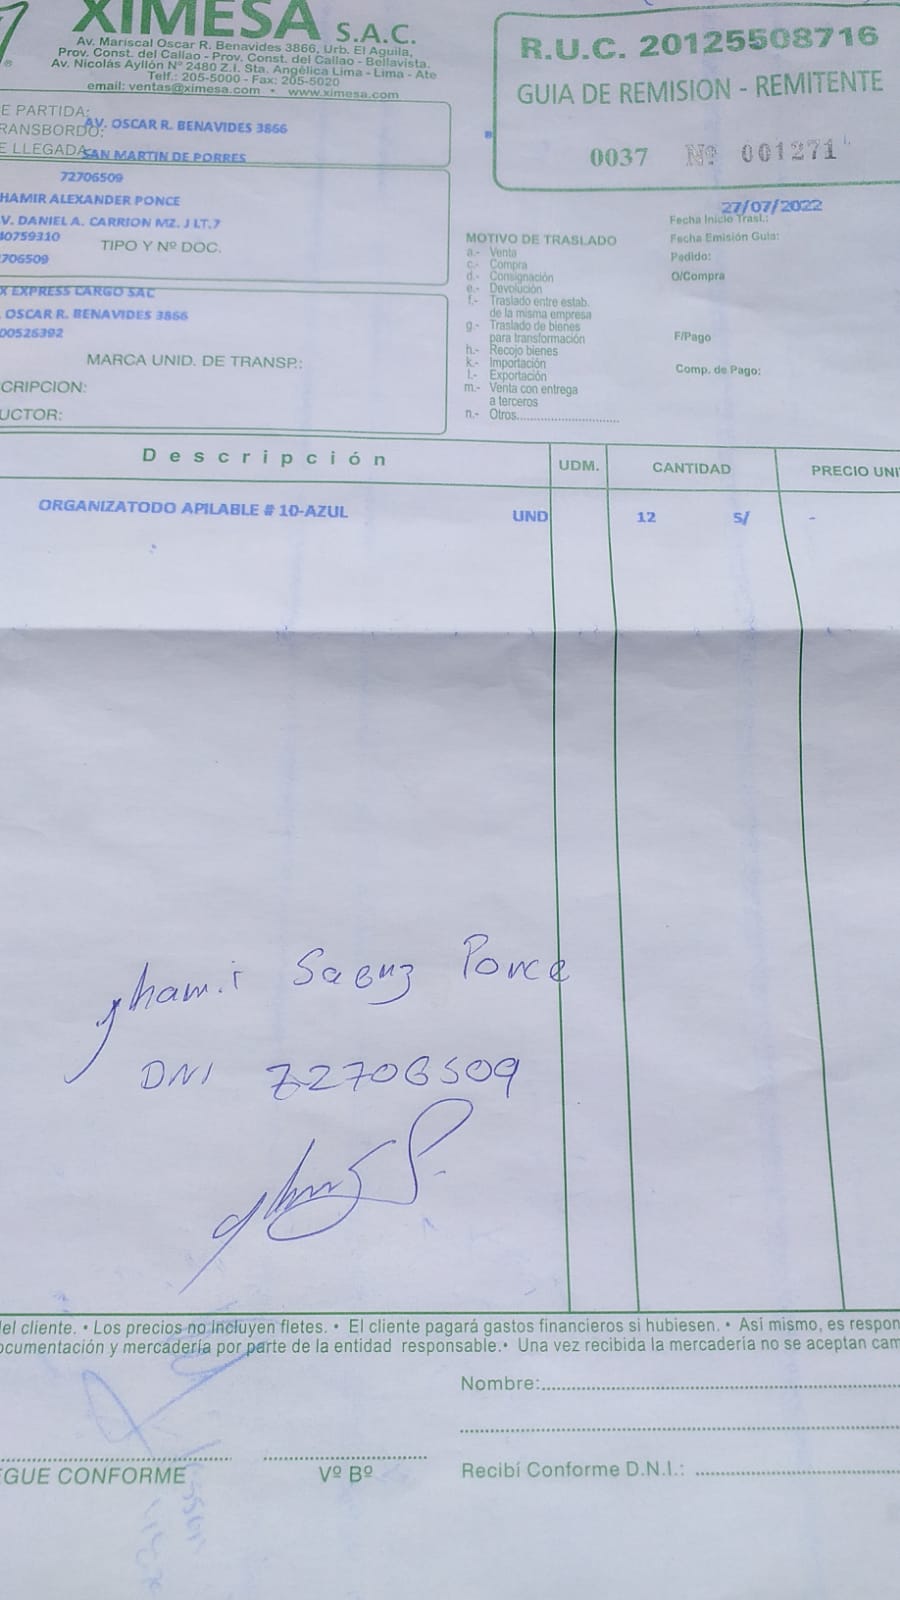 XIMESA S.A.C.
Av. Mariscal Oscar R. Benavides 3866, Urb. El Aguila,
Prov. Const. del Callao - Prov. Const. del Callao - Bellavista.
Av. Nicolás Ayllón Nº 2480 Z.I. Sta. Angélica Lima - Lima - Ate
Telf.: 205-5000 - Fax: 205-5020
email: ventas@ximesa.com • www.ximesa.com
R.U.C. 20125508716
GUIA DE REMISION - REMITENTE
0037 Nº 001271
E PARTIDA:
AV. OSCAR R. BENAVIDES 3866
RANSBORDO:
E LLEGADA
SAN MARTIN DE PORRES
72706509
HAMIR ALEXANDER PONCE
V. DANIEL A. CARRION MZ. J LT.7
40759310
TIPO Y Nº DOC.
706509
X EXPRESS CARGO SAC
OSCAR R. BENAVIDES 3866
00526392
MARCA UNID. DE TRANSP.:
CRIPCION:
UCTOR:
MOTIVO DE TRASLADO
a.- Venta
c.- Compra
d.- Consignación
e.- Devolución
f.- Traslado entre estab.
de la misma empresa
g.- Traslado de bienes
para transformación
h.- Recojo bienes
k.- Importación
l.- Exportación
m.- Venta con entrega
a terceros
n.- Otros
27/07/2022
Fecha Inicio Trasl.:
Fecha Emisión Guía:
Pedido:
O/Compra
F/Pago
Comp. de Pago:
Descripción UDM. CANTIDAD PRECIO UNI
ORGANIZATODO APILABLE # 10-AZUL UND 12 S/ -
Jhamir Saenz Ponce
DNI 72706509
del cliente. • Los precios no incluyen fletes. • El cliente pagará gastos financieros si hubiesen. • Así mismo, es respon
ocumentación y mercadería por parte de la entidad responsable.• Una vez recibida la mercadería no se aceptan cam
Nombre:
EGUE CONFORME
Vº Bº
Recibí Conforme D.N.I.: